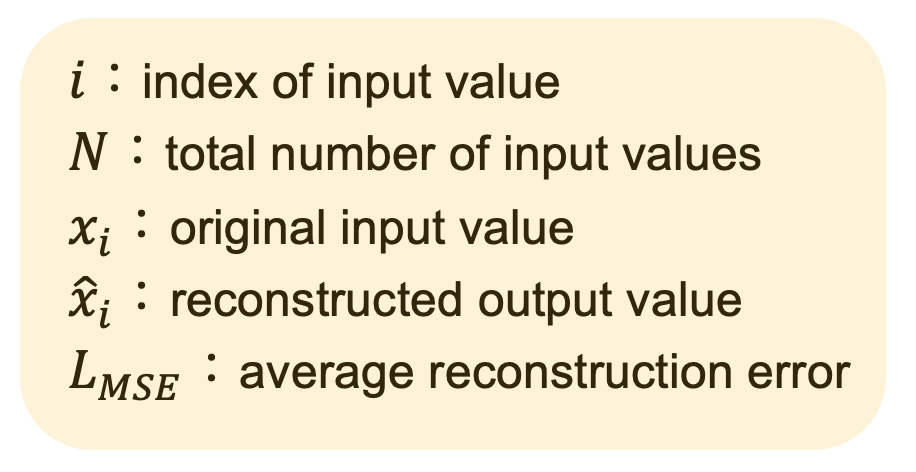 i : index of input value
N : total number of input values
xᵢ : original input value
x̂ᵢ : reconstructed output value
L_MSE : average reconstruction error